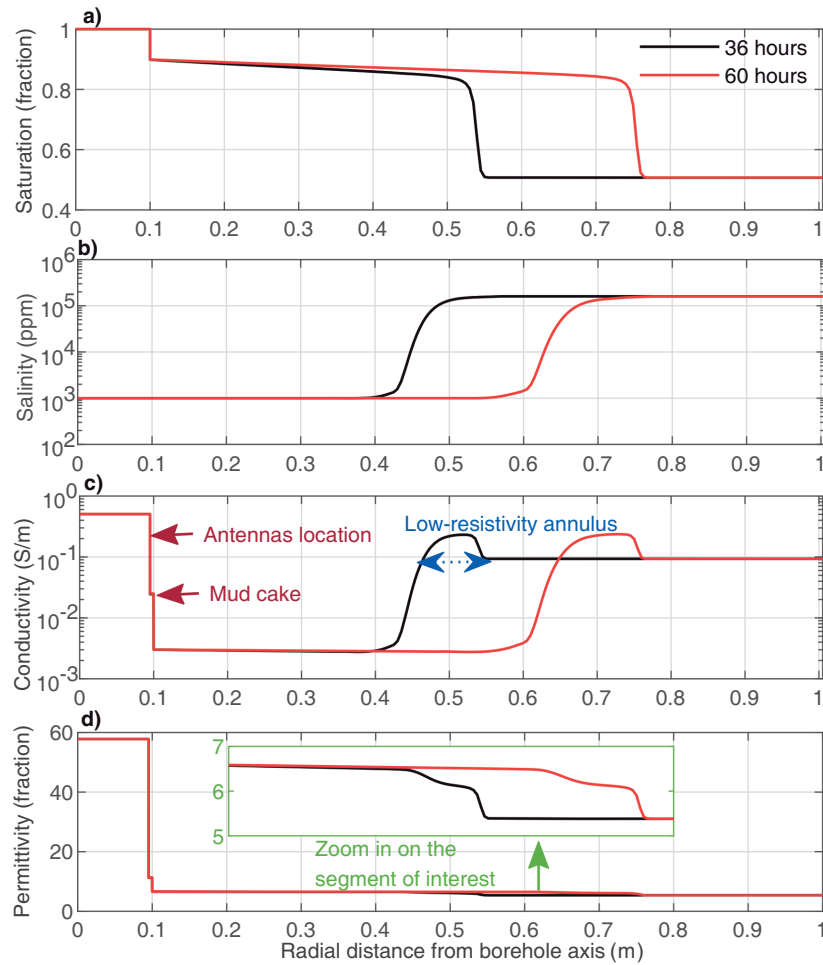 a)
1
0.8
0.6
0.4
Saturation (fraction)
36 hours
60 hours
0 0.1 0.2 0.3 0.4 0.5 0.6 0.7 0.8 0.9 1
b)
10^6
10^5
10^4
10^3
10^2
Salinity (ppm)
0 0.1 0.2 0.3 0.4 0.5 0.6 0.7 0.8 0.9 1
c)
10^0
10^-1
10^-2
10^-3
Conductivity (S/m)
Low-resistivity annulus
Antennas location
Mud cake
0 0.1 0.2 0.3 0.4 0.5 0.6 0.7 0.8 0.9 1
d)
60
40
20
0
Permittivity (fraction)
7
6
5
Zoom in on the
segment of interest
0 0.1 0.2 0.3 0.4 0.5 0.6 0.7 0.8 0.9 1
Radial distance from borehole axis (m)